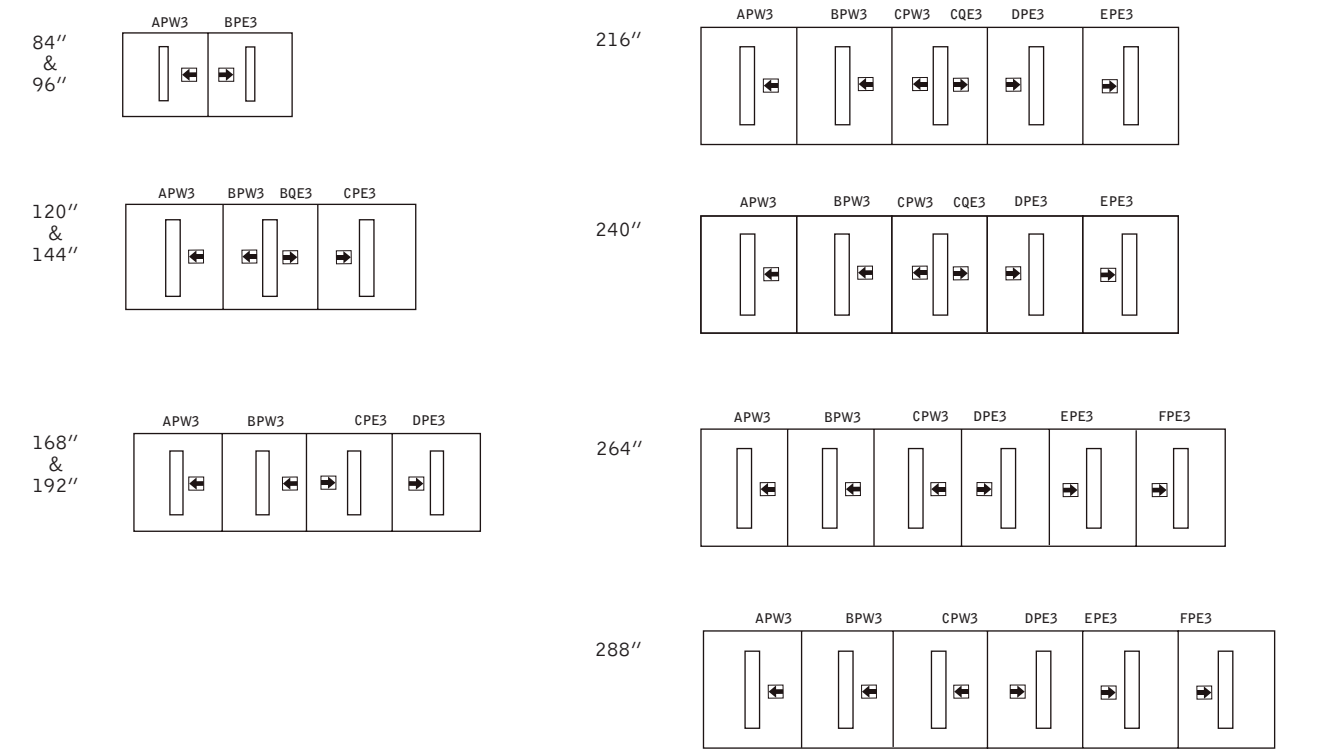 84″
&
96″
APW3 BPE3
120″
&
144″
APW3 BPW3 BQE3 CPE3
168″
&
192″
APW3 BPW3 CPE3 DPE3
216″
APW3 BPW3 CPW3 CQE3 DPE3 EPE3
240″
APW3 BPW3 CPW3 CQE3 DPE3 EPE3
264″
APW3 BPW3 CPW3 DPE3 EPE3 FPE3
288″
APW3 BPW3 CPW3 DPE3 EPE3 FPE3